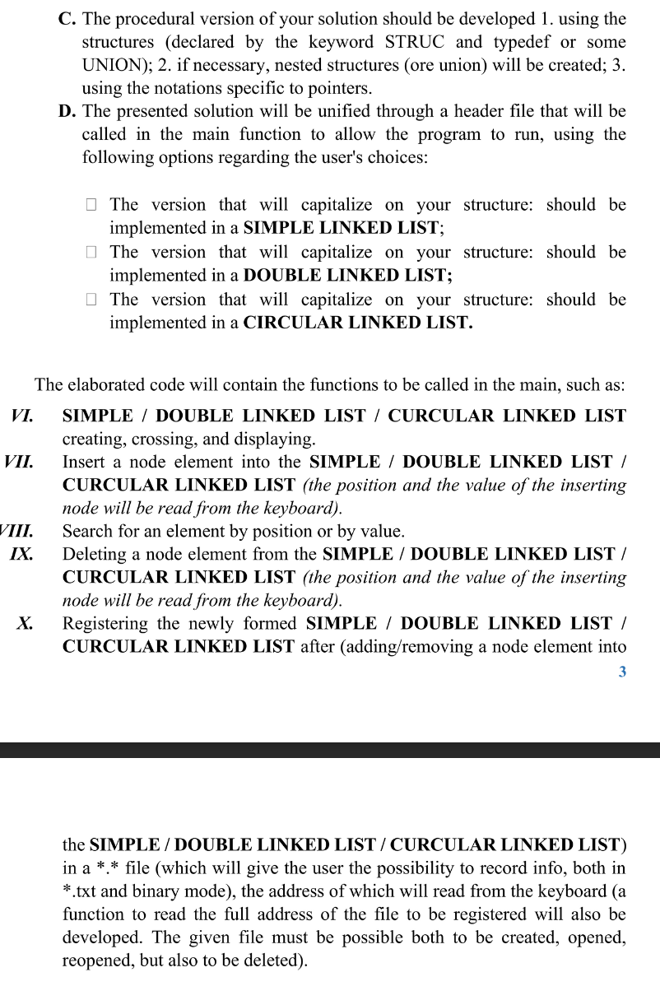 C. The procedural version of your solution should be developed 1. using the
structures (declared by the keyword STRUC and typedef or some
UNION); 2. if necessary, nested structures (ore union) will be created; 3.
using the notations specific to pointers.
D. The presented solution will be unified through a header file that will be
called in the main function to allow the program to run, using the
following options regarding the user's choices:
□ The version that will capitalize on your structure: should be
implemented in a SIMPLE LINKED LIST;
□ The version that will capitalize on your structure: should be
implemented in a DOUBLE LINKED LIST;
□ The version that will capitalize on your structure: should be
implemented in a CIRCULAR LINKED LIST.
The elaborated code will contain the functions to be called in the main, such as:
VI. SIMPLE / DOUBLE LINKED LIST / CURCULAR LINKED LIST
creating, crossing, and displaying.
VII. Insert a node element into the SIMPLE / DOUBLE LINKED LIST /
CURCULAR LINKED LIST (the position and the value of the inserting
node will be read from the keyboard).
VIII. Search for an element by position or by value.
IX. Deleting a node element from the SIMPLE / DOUBLE LINKED LIST /
CURCULAR LINKED LIST (the position and the value of the inserting
node will be read from the keyboard).
X. Registering the newly formed SIMPLE / DOUBLE LINKED LIST /
CURCULAR LINKED LIST after (adding/removing a node element into
3
the SIMPLE / DOUBLE LINKED LIST / CURCULAR LINKED LIST)
in a *.* file (which will give the user the possibility to record info, both in
*.txt and binary mode), the address of which will read from the keyboard (a
function to read the full address of the file to be registered will also be
developed. The given file must be possible both to be created, opened,
reopened, but also to be deleted).